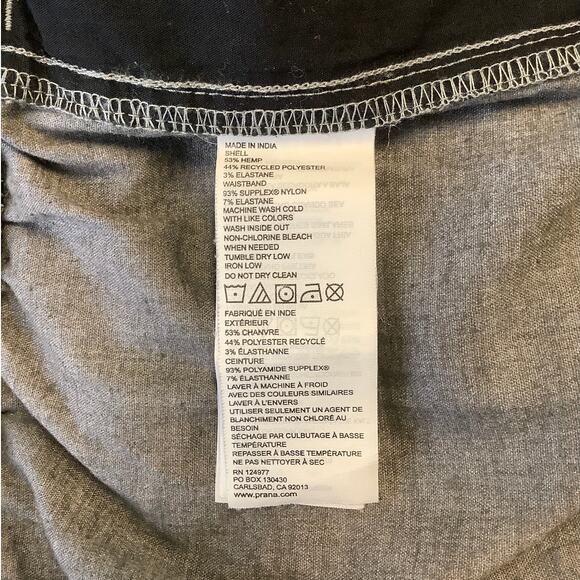 MADE IN INDIA
SHELL
53% HEMP
44% RECYCLED POLYESTER
3% ELASTANE
WAISTBAND
93% SUPPLEX® NYLON
7% ELASTANE
MACHINE WASH COLD
WITH LIKE COLORS
WASH INSIDE OUT
NON-CHLORINE BLEACH
WHEN NEEDED
TUMBLE DRY LOW
IRON LOW
DO NOT DRY CLEAN
FABRIQUÉ EN INDE
EXTÉRIEUR
53% CHANVRE
44% POLYESTER RECYCLÉ
3% ÉLASTHANNE
CEINTURE
93% POLYAMIDE SUPPLEX®
7% ÉLASTHANNE
LAVER À MACHINE À FROID
AVEC DES COULEURS SIMILAIRES
LAVER À L'ENVERS
UTILISER SEULEMENT UN AGENT DE
BLANCHIMENT NON CHLORÉ AU
BESOIN
SÉCHAGE PAR CULBUTAGE À BASSE
TEMPÉRATURE
REPASSER À BASSE TEMPÉRATURE
NE PAS NETTOYER À SEC
RN 124977
PO BOX 130430
CARLSBAD, CA 92013
www.prana.com